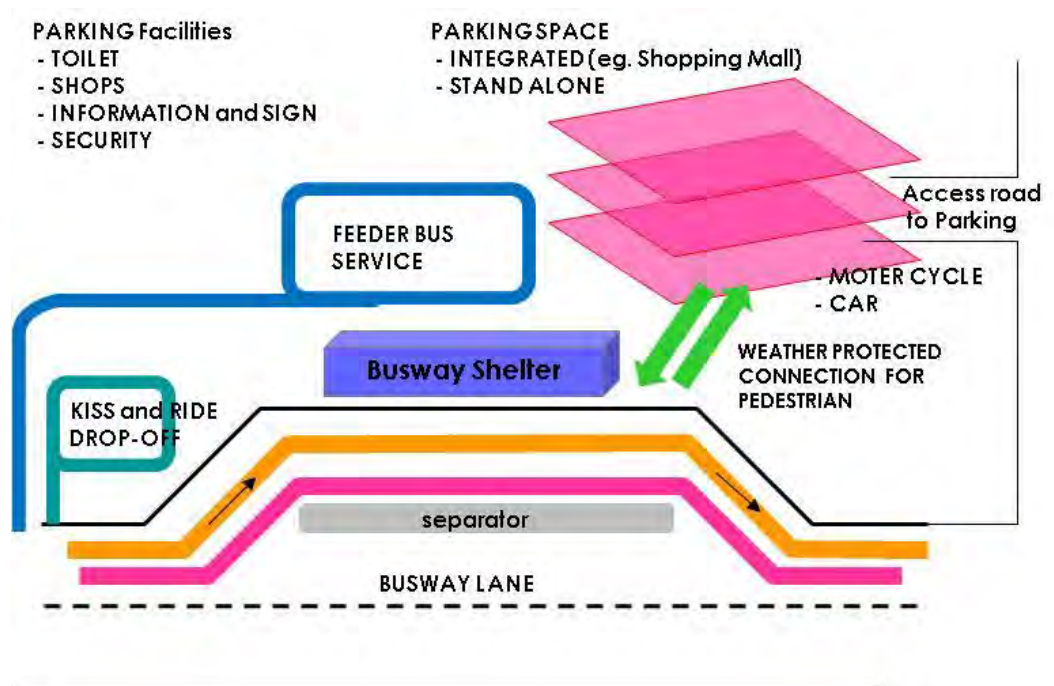 PARKING Facilities
- TOILET
- SHOPS
- INFORMATION and SIGN
- SECURITY
PARKING SPACE
- INTEGRATED (eg. Shopping Mall)
- STAND ALONE
Access road
to Parking
- MOTER CYCLE
- CAR
FEEDER BUS
SERVICE
Busway Shelter
WEATHER PROTECTED
CONNECTION FOR
PEDESTRIAN
KISS and RIDE
DROP-OFF
separator
BUSWAY LANE